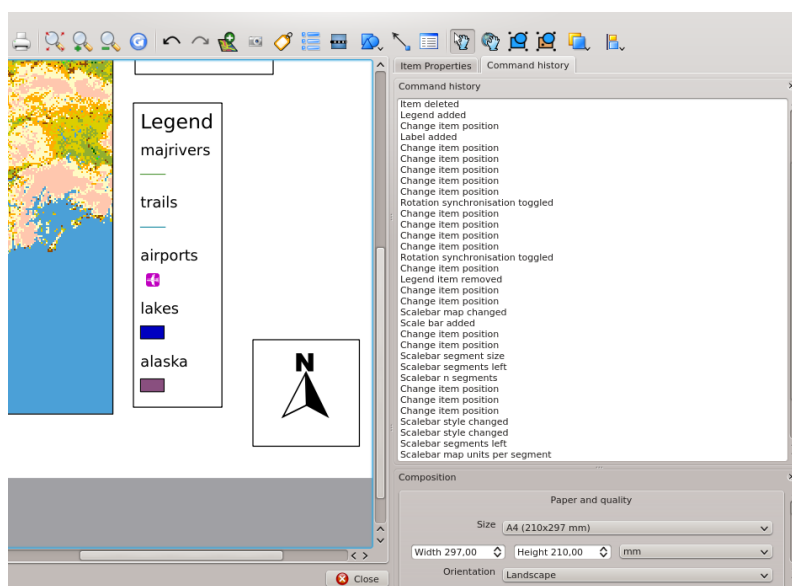 Item Properties
Command history
Command history
Item deleted
Legend added
Change item position
Label added
Change item position
Change item position
Change item position
Change item position
Change item position
Rotation synchronisation toggled
Change item position
Change item position
Change item position
Change item position
Rotation synchronisation toggled
Change item position
Legend item removed
Change item position
Change item position
Scalebar map changed
Scale bar added
Change item position
Change item position
Scalebar segment size
Scalebar segments left
Scalebar n segments
Change item position
Change item position
Change item position
Scalebar style changed
Scalebar style changed
Scalebar segments left
Scalebar map units per segment
Legend
majrivers
trails
airports
lakes
alaska
N
Composition
Paper and quality
Size A4 (210x297 mm)
Width 297,00 Height 210,00 mm
Orientation Landscape
Close